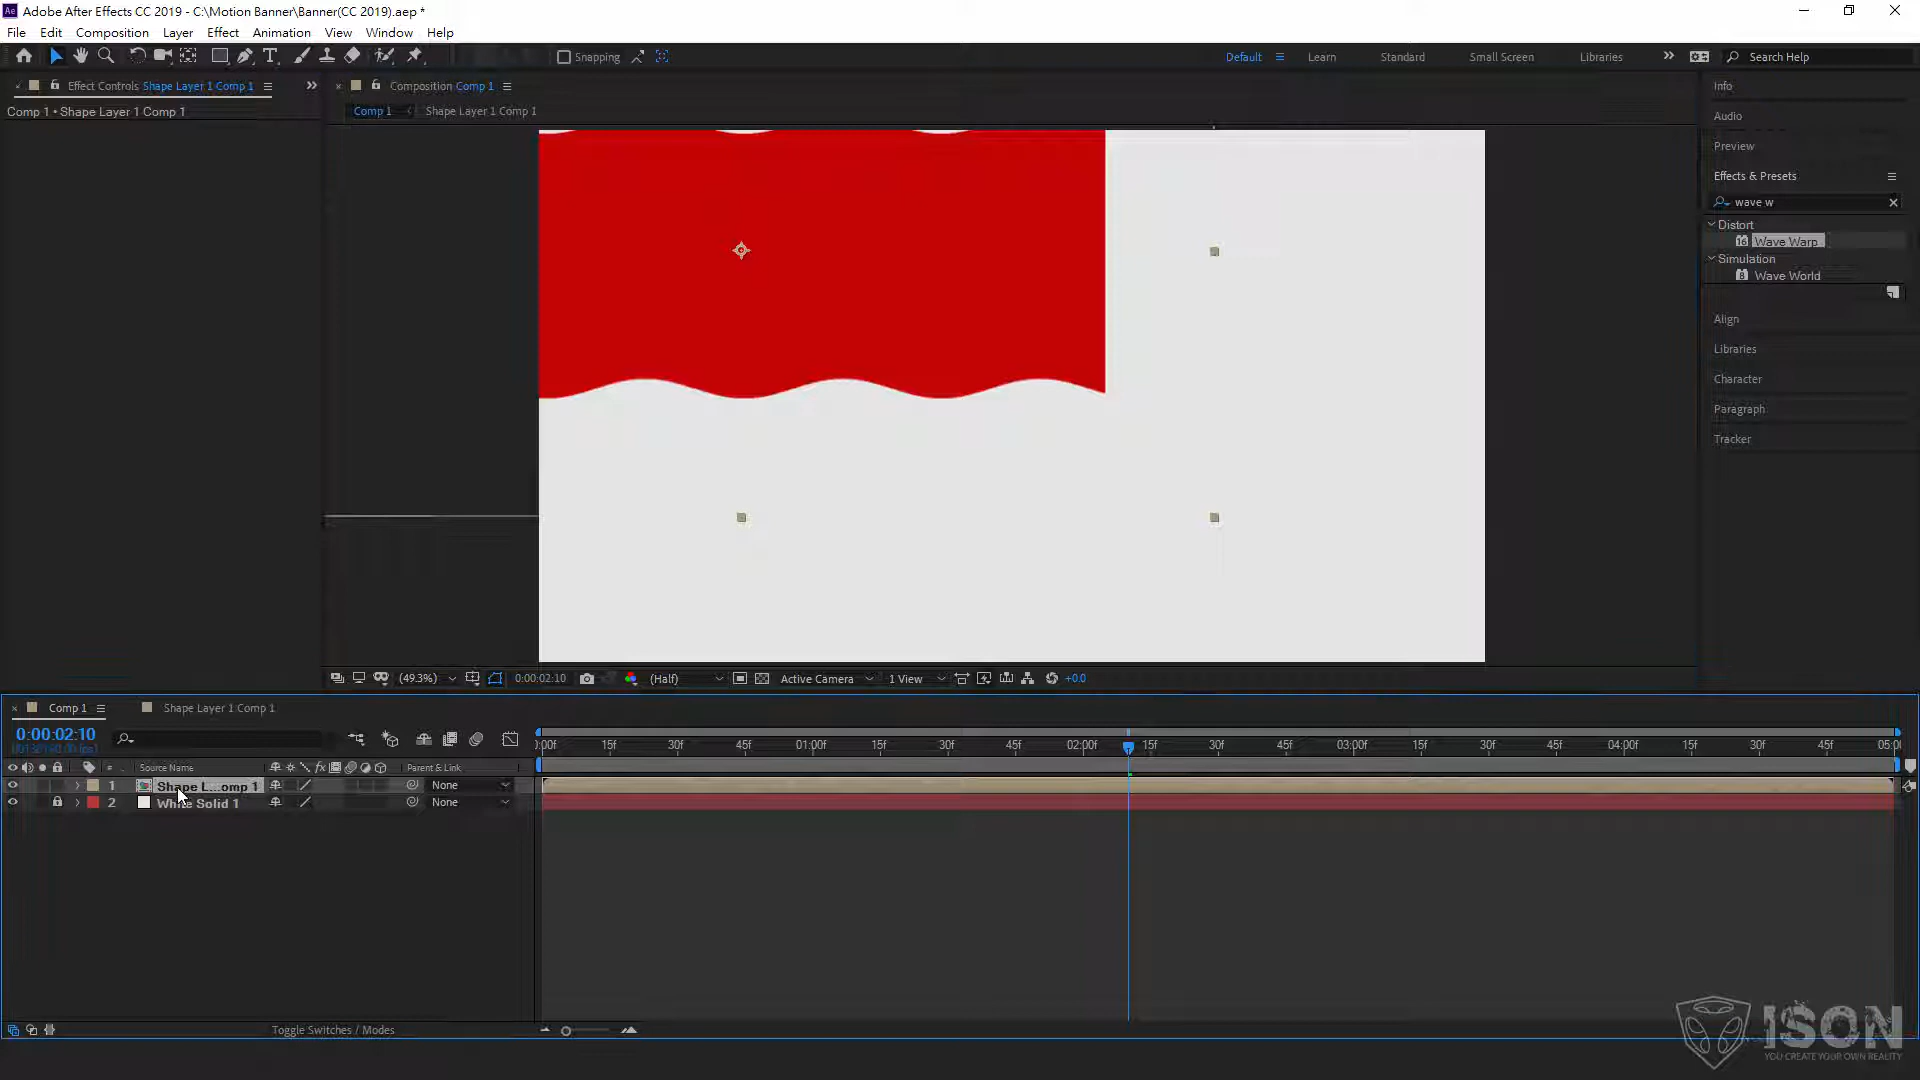 Adobe After Effects CC 2019 - C:\Motion Banner\Banner(CC 2019).aep *
File Edit Composition Layer Effect Animation View Window Help
Snapping
Default Learn Standard Small Screen Libraries Search Help
Effect Controls Shape Layer 1 Comp 1
Composition Comp 1
Comp 1 • Shape Layer 1 Comp 1
Comp 1 Shape Layer 1 Comp 1
Info
Audio
Preview
Effects & Presets
wave w
Distort
Wave Warp
Simulation
Wave World
Align
Libraries
Character
Paragraph
Tracker
(49.3%) 0:00:02:10 (Half) Active Camera 1 View +0.0
Comp 1 Shape Layer 1 Comp 1
0:00:02:10
:00f 15f 30f 45f 01:00f 15f 30f 45f 02:00f 15f 30f 45f 03:00f 15f 30f 45f 04:00f 15f 30f 45f 05:0
# Source Name fx Parent & Link
1 Shape L...omp 1 None
2 White Solid 1 None
Toggle Switches / Modes
ISON
YOU CREATE YOUR OWN REALITY